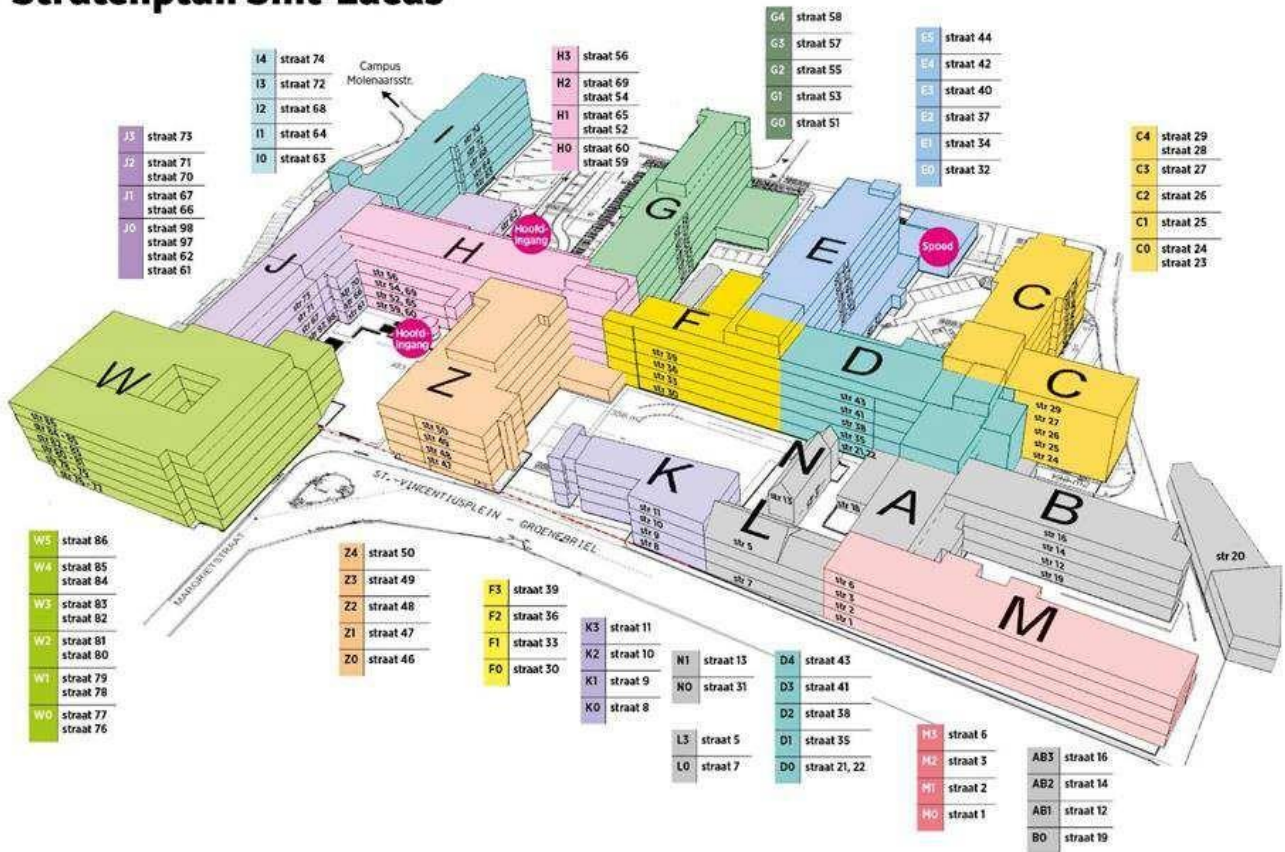 Stratenplan Sint-Lucas
I4 straat 74
I3 straat 72
I2 straat 68
I1 straat 64
I0 straat 63
Campus
Molenaarsstr.
H3 straat 56
H2 straat 69
straat 54
H1 straat 65
straat 52
H0 straat 60
straat 59
G4 straat 58
G3 straat 57
G2 straat 55
G1 straat 53
G0 straat 51
E5 straat 44
E4 straat 42
E3 straat 40
E2 straat 37
E1 straat 34
E0 straat 32
J3 straat 73
J2 straat 71
straat 70
J1 straat 67
straat 66
J0 straat 98
straat 97
straat 62
straat 61
C4 straat 29
straat 28
C3 straat 27
C2 straat 26
C1 straat 25
C0 straat 24
straat 23
I
G
H
E
J
C
F
D
C
W
Z
K
N
L
A
B
M
Hoofd-
ingang
Spoed
Hoofd-
ingang
str 62
str 56
str 54, 69
str 52, 65
str 59, 60
str 39
str 36
str 33
str 30
str 43
str 41
str 38
str 35
str 21,22
str 29
str 27
str 26
str 25
str 24
str 50
str 49
str 48
str 47
str 11
str 10
str 9
str 8
str 13
str 18
str 5
str 7
str 16
str 14
str 12
str 19
str 20
str 6
str 3
str 2
str 1
ST.-VINCENTIUSPLEIN - GROENEBRIEL
MARGRIETSTRAAT
W5 straat 86
W4 straat 85
straat 84
W3 straat 83
straat 82
W2 straat 81
straat 80
W1 straat 79
straat 78
W0 straat 77
straat 76
Z4 straat 50
Z3 straat 49
Z2 straat 48
Z1 straat 47
Z0 straat 46
F3 straat 39
F2 straat 36
F1 straat 33
F0 straat 30
K3 straat 11
K2 straat 10
K1 straat 9
K0 straat 8
N1 straat 13
N0 straat 31
L3 straat 5
L0 straat 7
D4 straat 43
D3 straat 41
D2 straat 38
D1 straat 35
D0 straat 21, 22
M3 straat 6
M2 straat 3
M1 straat 2
M0 straat 1
AB3 straat 16
AB2 straat 14
AB1 straat 12
B0 straat 19